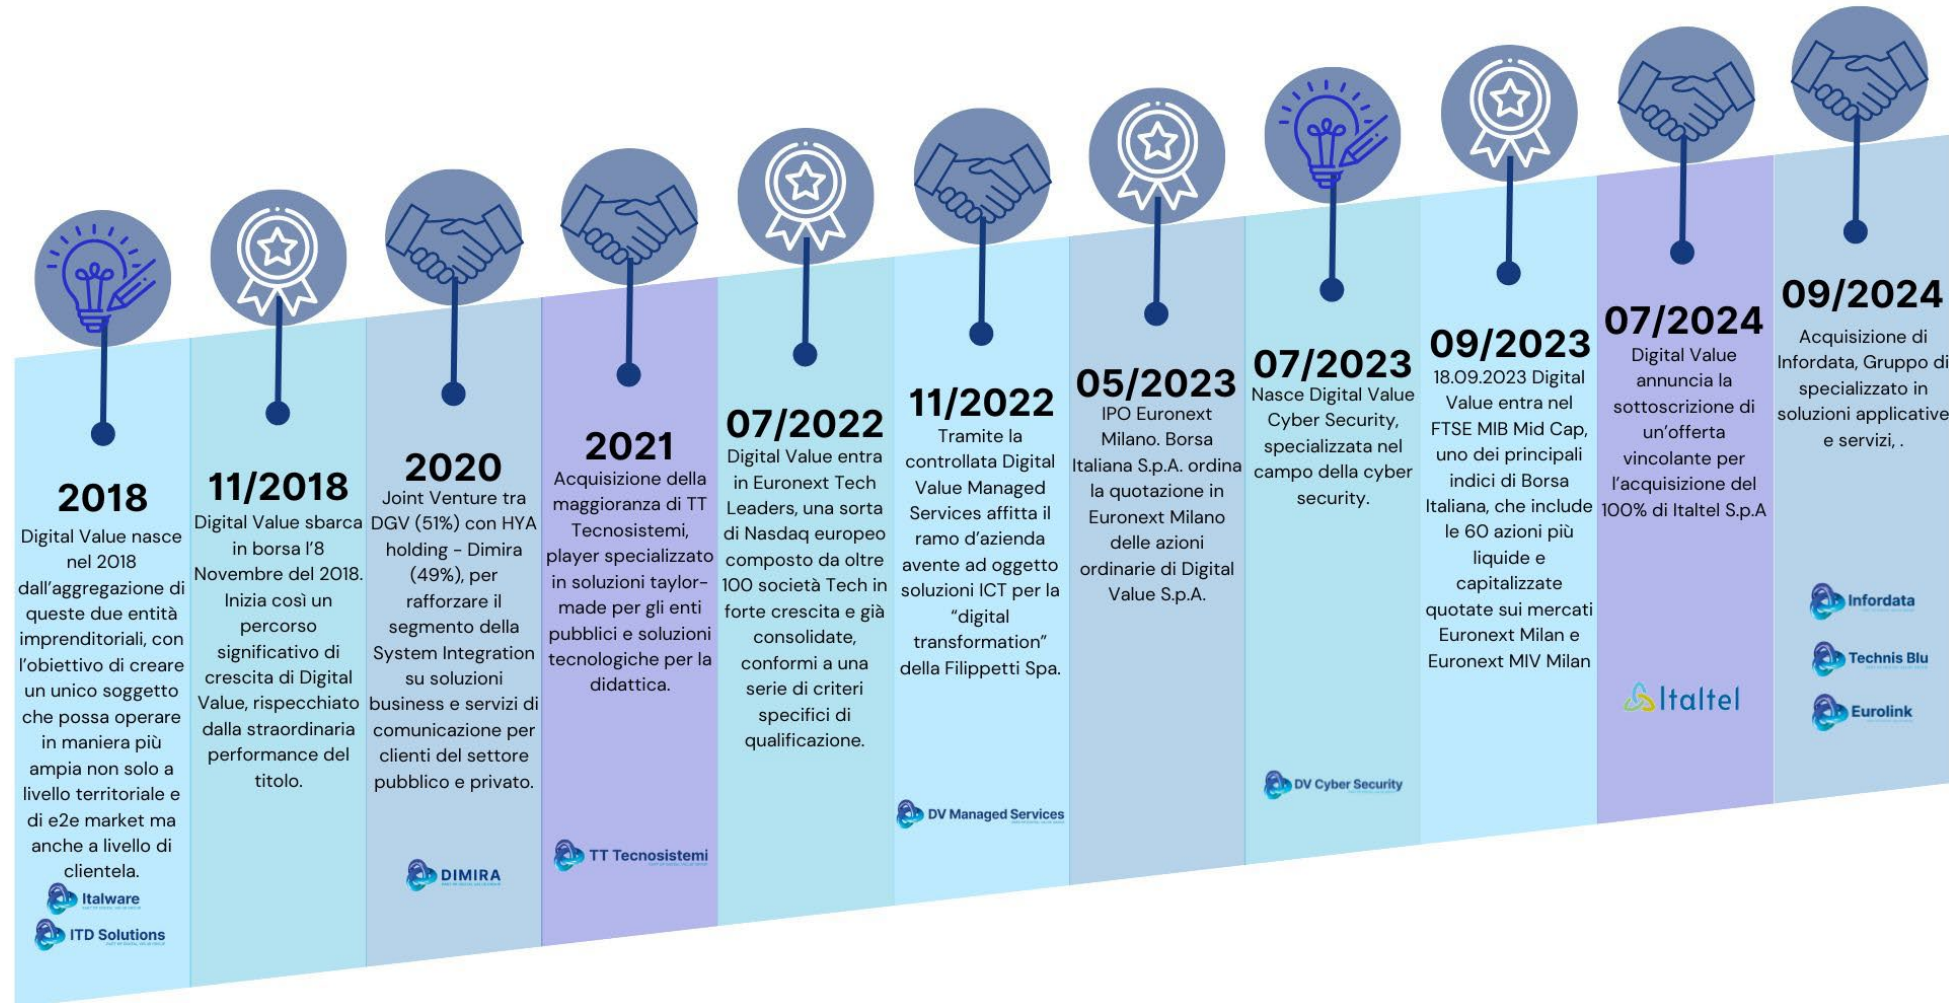 2018
Digital Value nasce
nel 2018
dall'aggregazione di
queste due entità
imprenditoriali, con
l'obiettivo di creare
un unico soggetto
che possa operare
in maniera più
ampia non solo a
livello territoriale e
di e2e market ma
anche a livello di
clientela.
Italware
ITD Solutions
11/2018
Digital Value sbarca
in borsa l'8
Novembre del 2018.
Inizia così un
percorso
significativo di
crescita di Digital
Value, rispecchiato
dalla straordinaria
performance del
titolo.
2020
Joint Venture tra
DGV (51%) con HYA
holding - Dimira
(49%), per
rafforzare il
segmento della
System Integration
su soluzioni
business e servizi di
comunicazione per
clienti del settore
pubblico e privato.
DIMIRA
2021
Acquisizione della
maggioranza di TT
Tecnosistemi,
player specializzato
in soluzioni taylor-
made per gli enti
pubblici e soluzioni
tecnologiche per la
didattica.
TT Tecnosistemi
07/2022
Digital Value entra
in Euronext Tech
Leaders, una sorta
di Nasdaq europeo
composto da oltre
100 società Tech in
forte crescita e già
consolidate,
conformi a una
serie di criteri
specifici di
qualificazione.
11/2022
Tramite la
controllata Digital
Value Managed
Services affitta il
ramo d'azienda
avente ad oggetto
soluzioni ICT per la
"digital
transformation"
della Filippetti Spa.
DV Managed Services
05/2023
IPO Euronext
Milano. Borsa
Italiana S.p.A. ordina
la quotazione in
Euronext Milano
delle azioni
ordinarie di Digital
Value S.p.A.
07/2023
Nasce Digital Value
Cyber Security,
specializzata nel
campo della cyber
security.
DV Cyber Security
09/2023
18.09.2023 Digital
Value entra nel
FTSE MIB Mid Cap,
uno dei principali
indici di Borsa
Italiana, che include
le 60 azioni più
liquide e
capitalizzate
quotate sui mercati
Euronext Milan e
Euronext MIV Milan
07/2024
Digital Value
annuncia la
sottoscrizione di
un'offerta
vincolante per
l'acquisizione del
100% di Italtel S.p.A
Italtel
09/2024
Acquisizione di
Infordata, Gruppo di
specializzato in
soluzioni applicative
e servizi, .
Infordata
Technis Blu
Eurolink